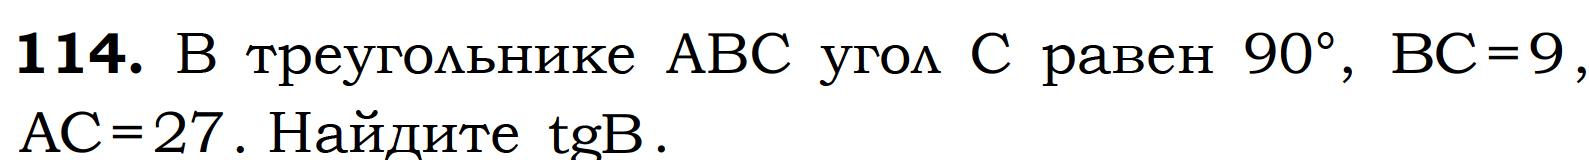 114. В треугольнике ABC угол C равен 90°, BC=9,
AC=27. Найдите tgB.